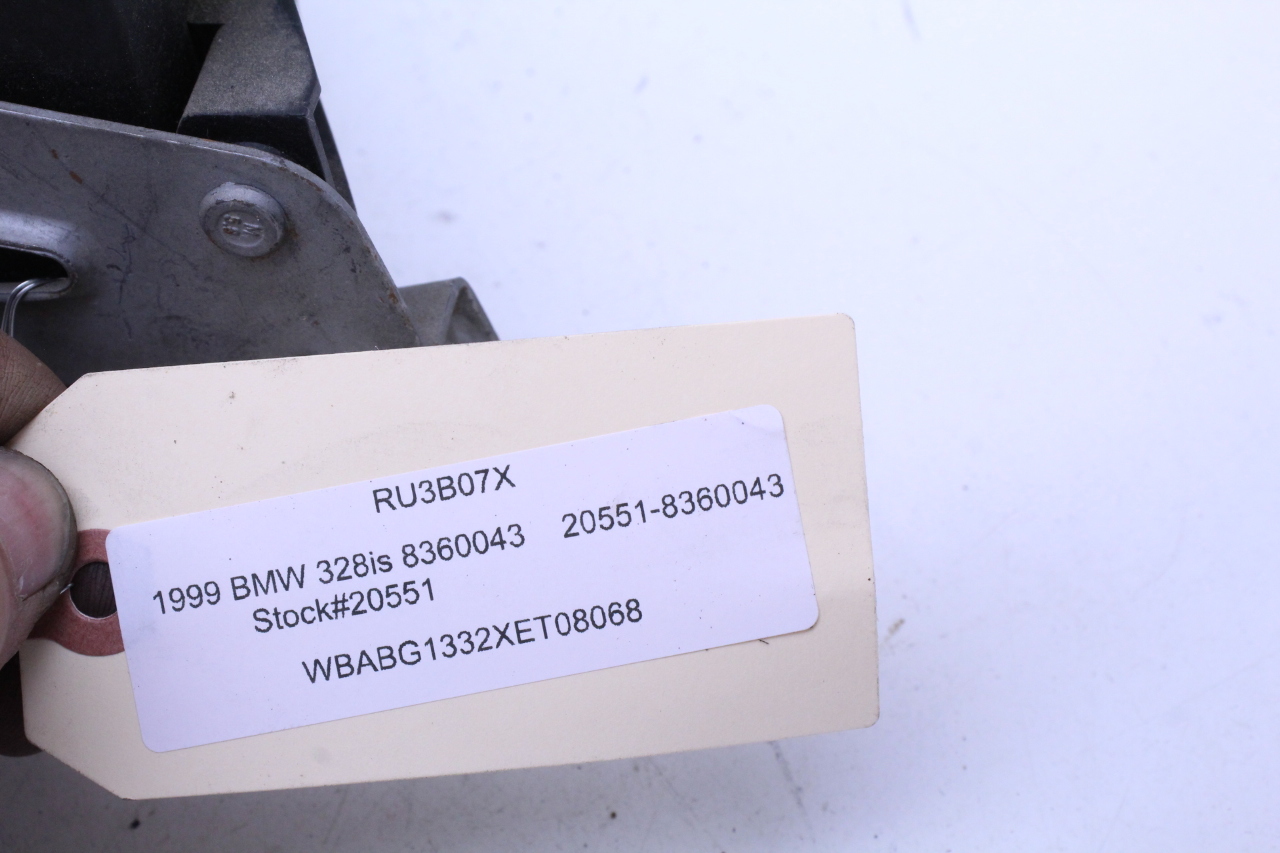 RU3B07X
1999 BMW 328is 8360043 20551-8360043
Stock#20551
WBABG1332XET08068